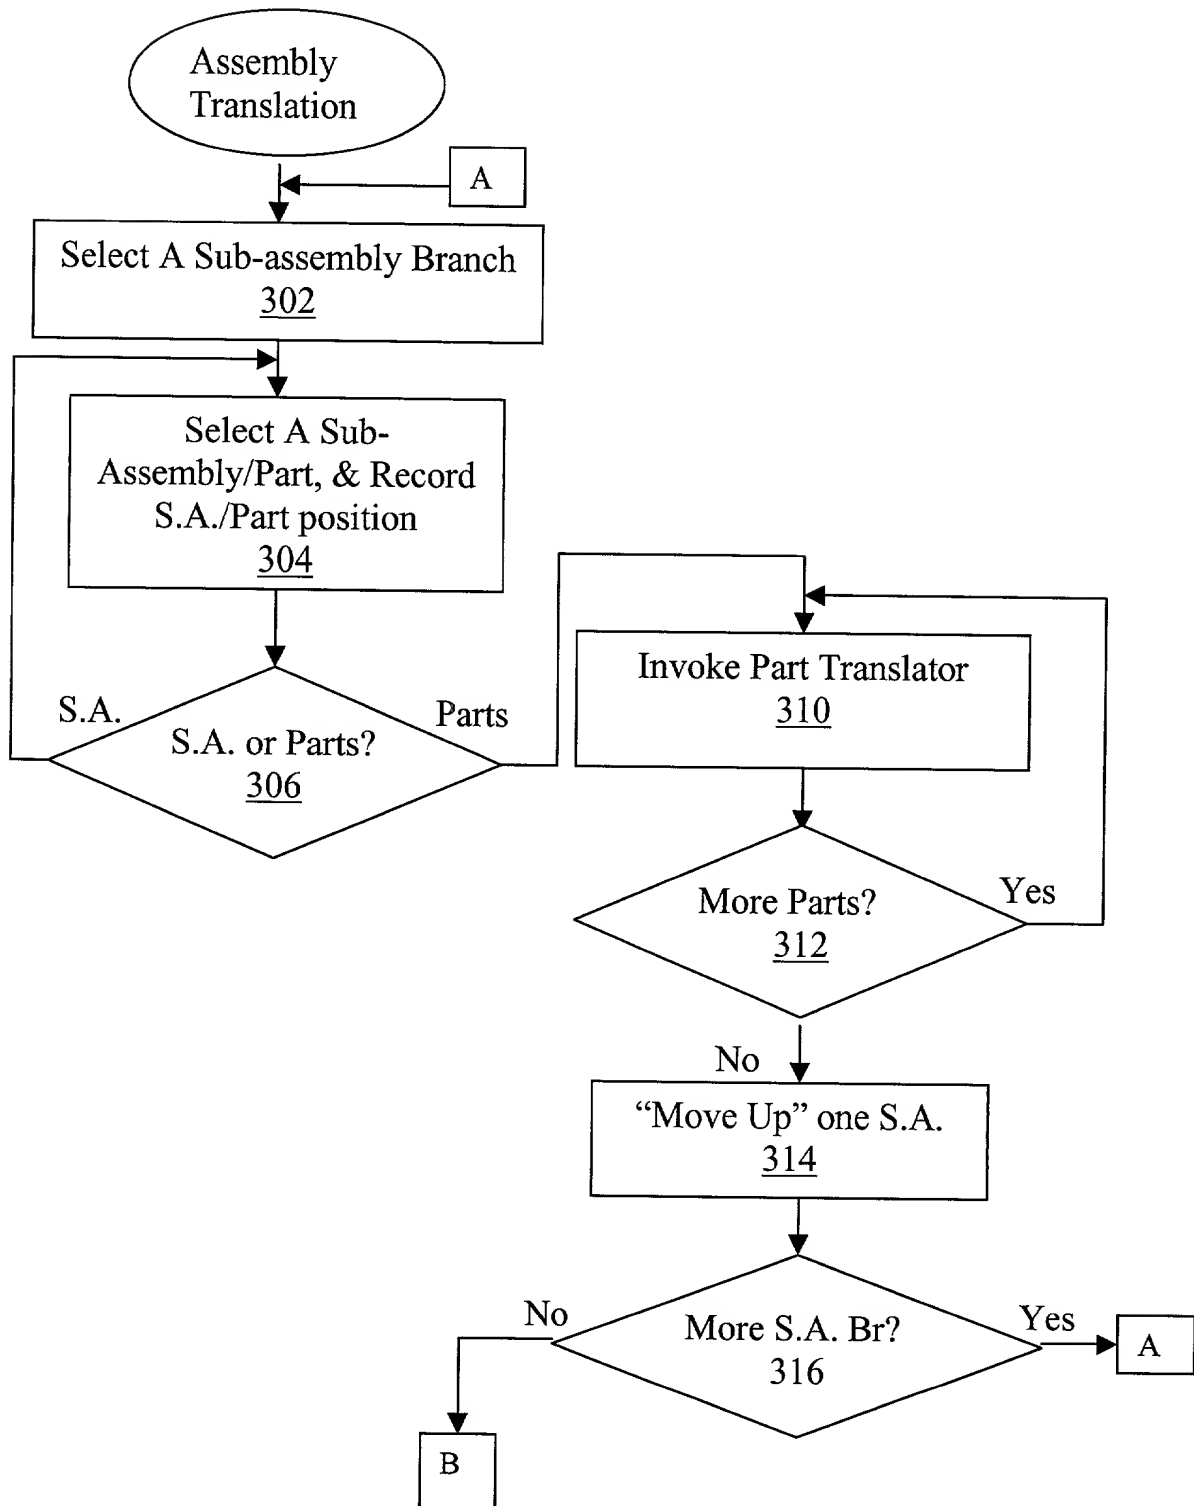 Assembly
Translation
A
Select A Sub-assembly Branch
302
Select A Sub-
Assembly/Part, & Record
S.A./Part position
304
S.A.
Parts
S.A. or Parts?
306
Invoke Part Translator
310
More Parts?
312
Yes
No
“Move Up” one S.A.
314
No
More S.A. Br?
316
Yes
A
B